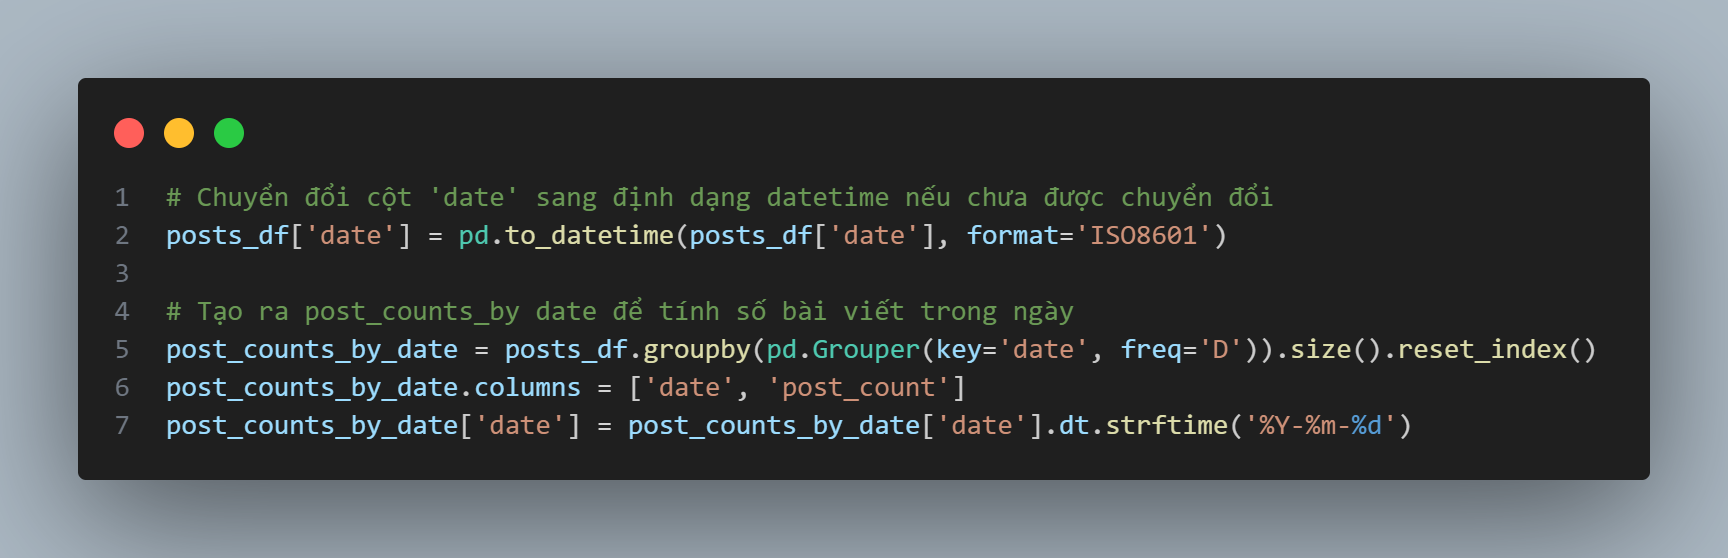 1 # Chuyển đổi cột 'date' sang định dạng datetime nếu chưa được chuyển đổi
2 posts_df['date'] = pd.to_datetime(posts_df['date'], format='ISO8601')
3
4 # Tạo ra post_counts_by date để tính số bài viết trong ngày
5 post_counts_by_date = posts_df.groupby(pd.Grouper(key='date', freq='D')).size().reset_index()
6 post_counts_by_date.columns = ['date', 'post_count']
7 post_counts_by_date['date'] = post_counts_by_date['date'].dt.strftime('%Y-%m-%d')